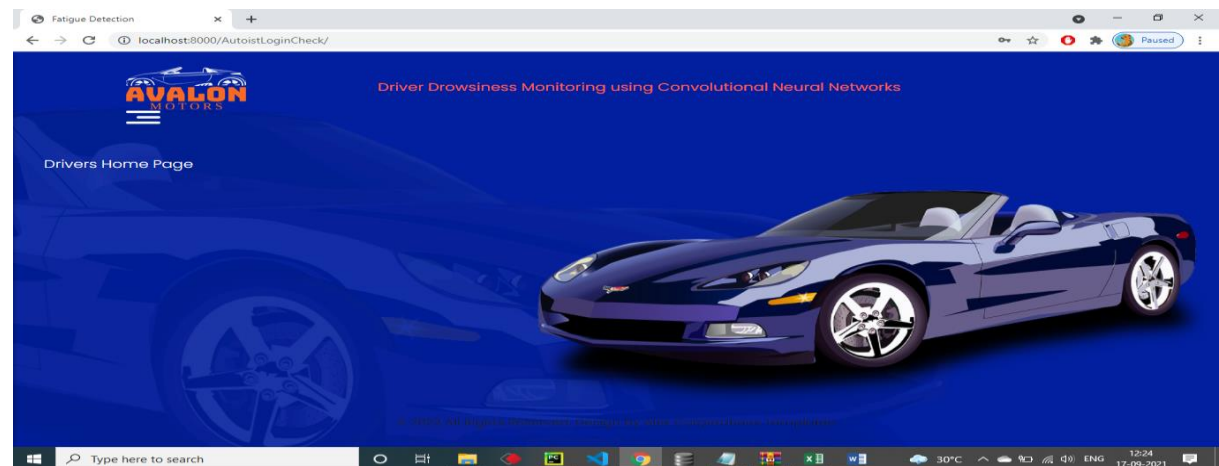 Fatigue Detection
localhost:8000/AutoistLoginCheck/
Paused
AVALON
MOTORS
Driver Drowsiness Monitoring using Convolutional Neural Networks
Drivers Home Page
Type here to search
30°C
ENG
12:24
17-09-2021